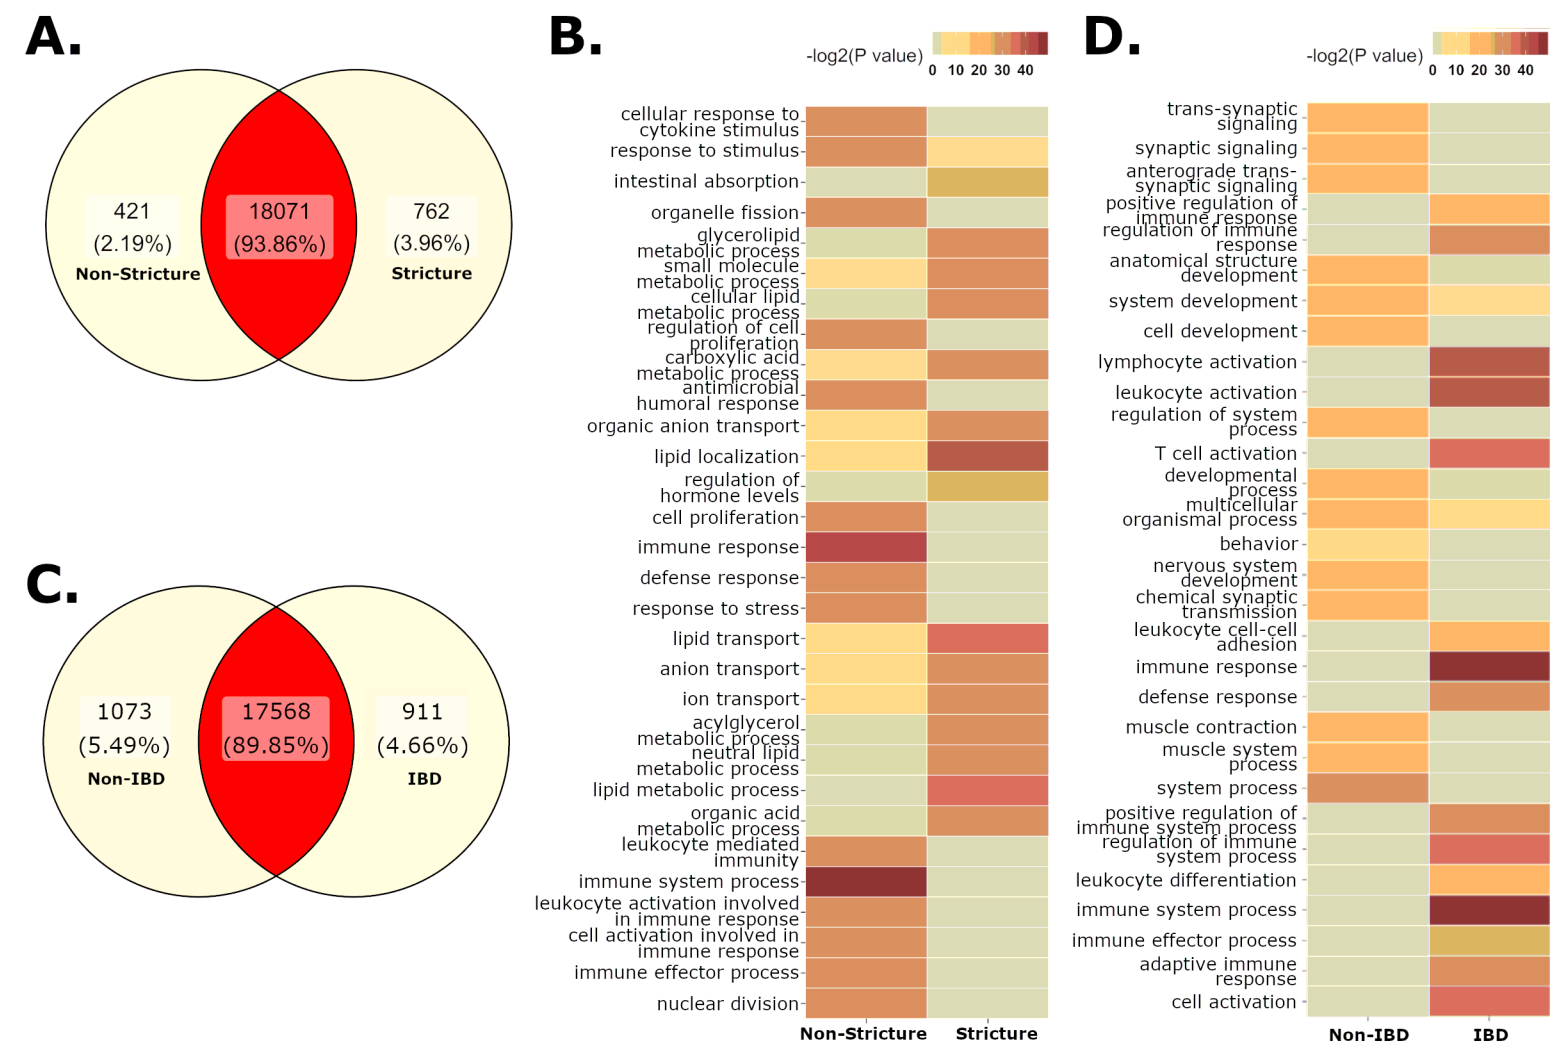 A.
421
(2.19%)
Non-Stricture
18071
(93.86%)
762
(3.96%)
Stricture
B.
-log2(P value)
0 10 20 30 40
cellular response to
cytokine stimulus
response to stimulus
intestinal absorption
organelle fission
glycerolipid
metabolic process
small molecule
metabolic process
cellular lipid
metabolic process
regulation of cell
proliferation
carboxylic acid
metabolic process
antimicrobial
humoral response
organic anion transport
lipid localization
regulation of
hormone levels
cell proliferation
immune response
defense response
response to stress
lipid transport
anion transport
ion transport
acylglycerol
metabolic process
neutral lipid
metabolic process
lipid metabolic process
organic acid
metabolic process
leukocyte mediated
immunity
immune system process
leukocyte activation involved
in immune response
cell activation involved in
immune response
immune effector process
nuclear division
Non-Stricture Stricture
C.
1073
(5.49%)
Non-IBD
17568
(89.85%)
911
(4.66%)
IBD
D.
-log2(P value)
0 10 20 30 40
trans-synaptic
signaling
synaptic signaling
anterograde trans-
synaptic signaling
positive regulation of
immune response
regulation of immune
response
anatomical structure
development
system development
cell development
lymphocyte activation
leukocyte activation
regulation of system
process
T cell activation
developmental
process
multicellular
organismal process
behavior
nervous system
development
chemical synaptic
transmission
leukocyte cell-cell
adhesion
immune response
defense response
muscle contraction
muscle system
process
system process
positive regulation of
immune system process
regulation of immune
system process
leukocyte differentiation
immune system process
immune effector process
adaptive immune
response
cell activation
Non-IBD IBD